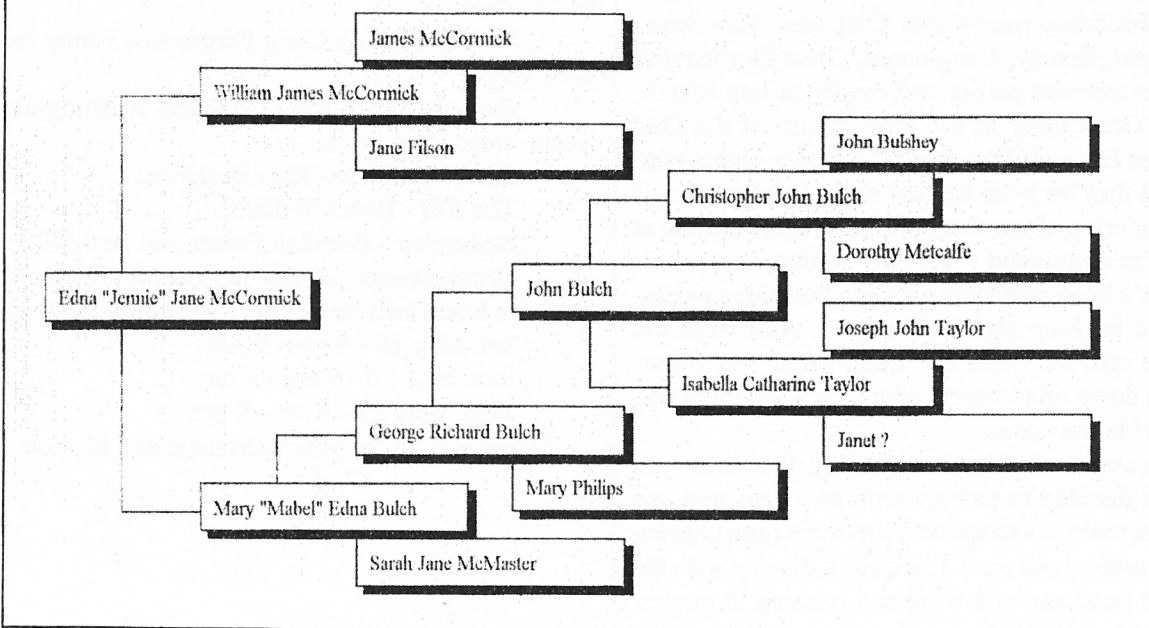 James McCormick
William James McCormick
Jane Filson
John Bulshey
Christopher John Bulch
Dorothy Metcalfe
Edna "Jennie" Jane McCormick
John Bulch
Joseph John Taylor
Isabella Catharine Taylor
George Richard Bulch
Janet ?
Mary Philips
Mary "Mabel" Edna Bulch
Sarah Jane McMaster